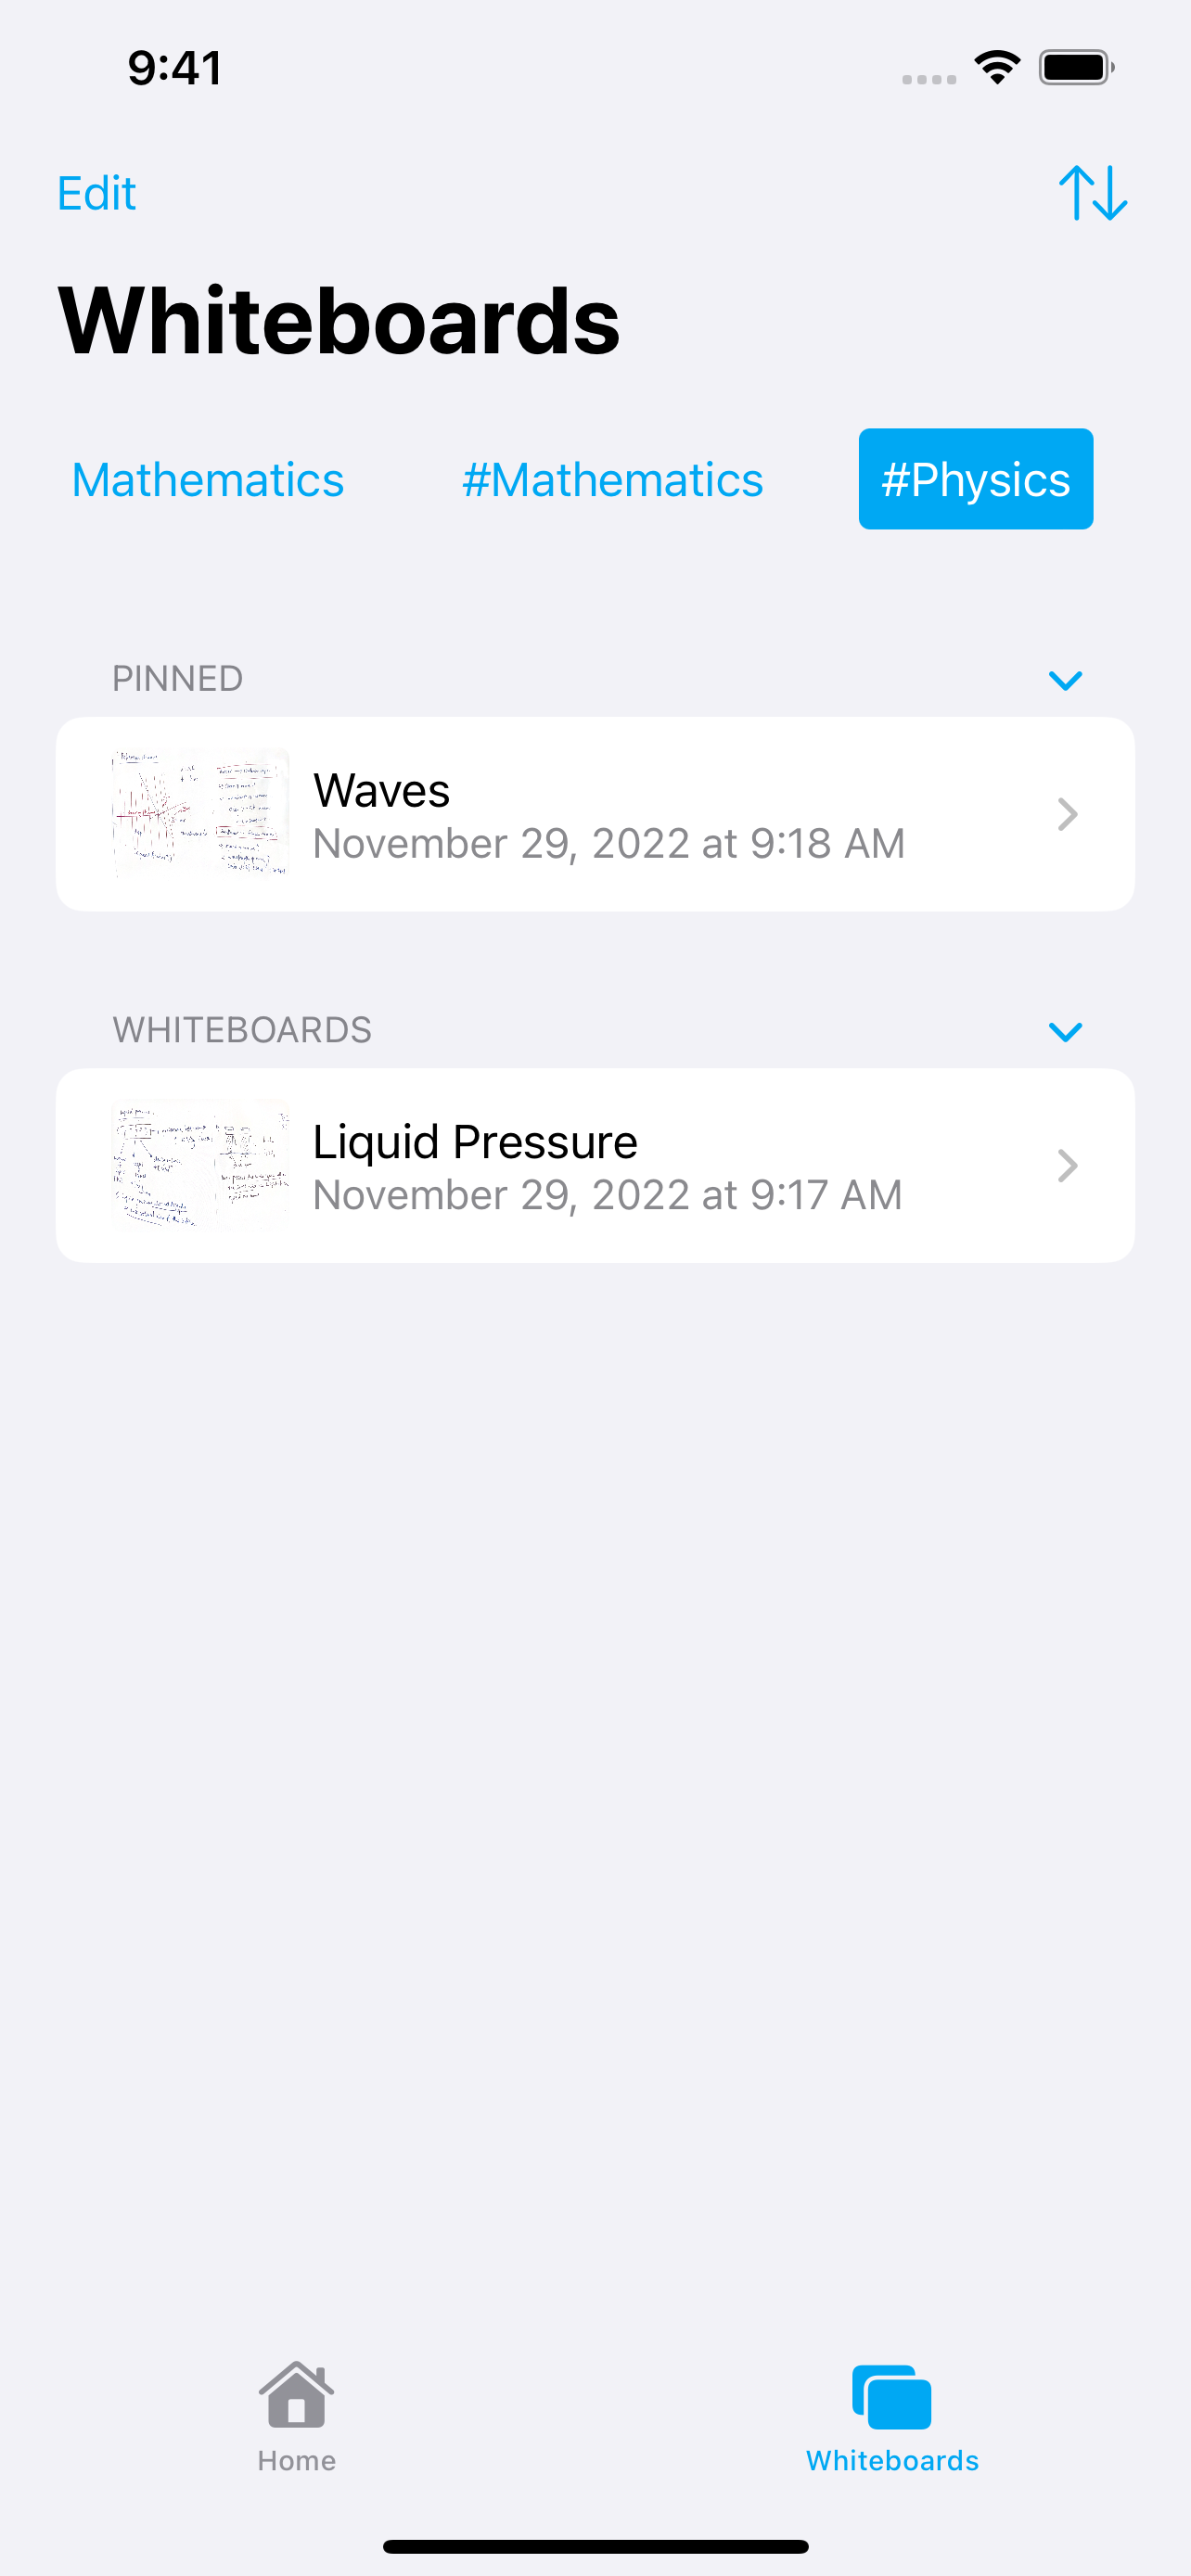 9:41
Edit
Whiteboards
Mathematics #Mathematics #Physics
PINNED
Waves
November 29, 2022 at 9:18 AM
WHITEBOARDS
Liquid Pressure
November 29, 2022 at 9:17 AM
Home Whiteboards